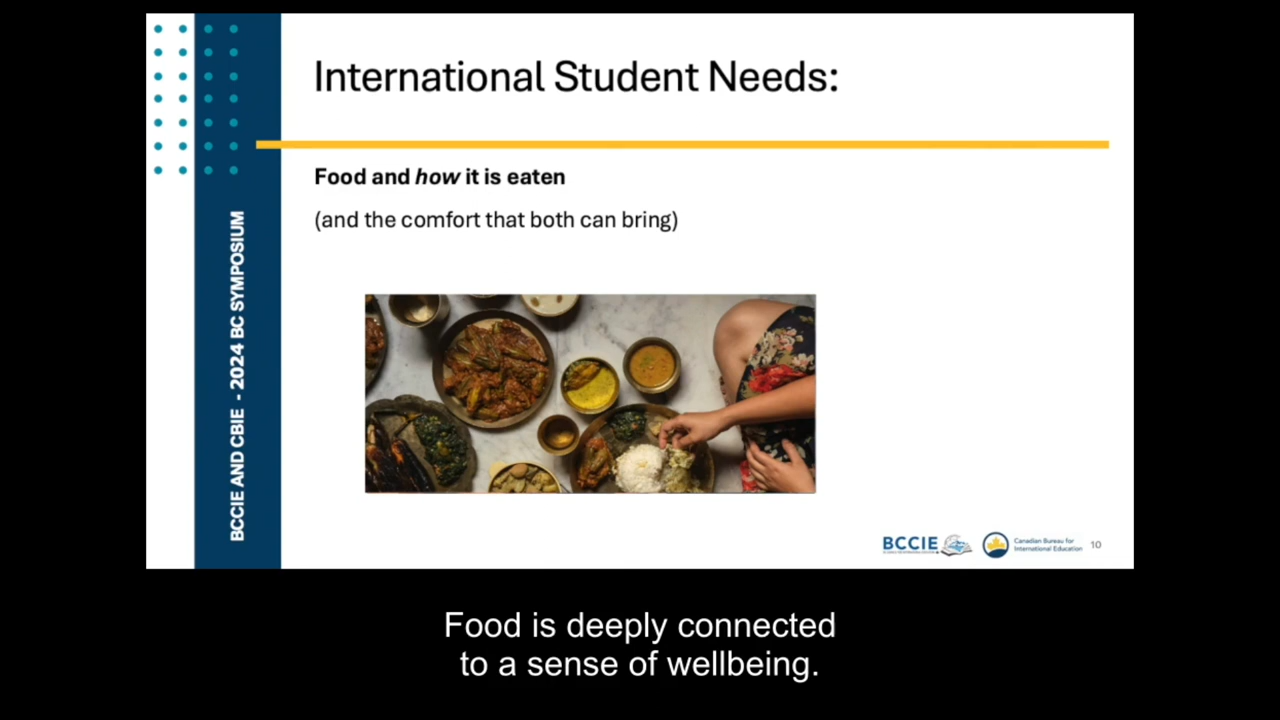 International Student Needs:
Food and how it is eaten
(and the comfort that both can bring)
BCCIE AND CBIE - 2024 BC SYMPOSIUM
BCCIE
Canadian Bureau for
International Education
10
Food is deeply connected
to a sense of wellbeing.